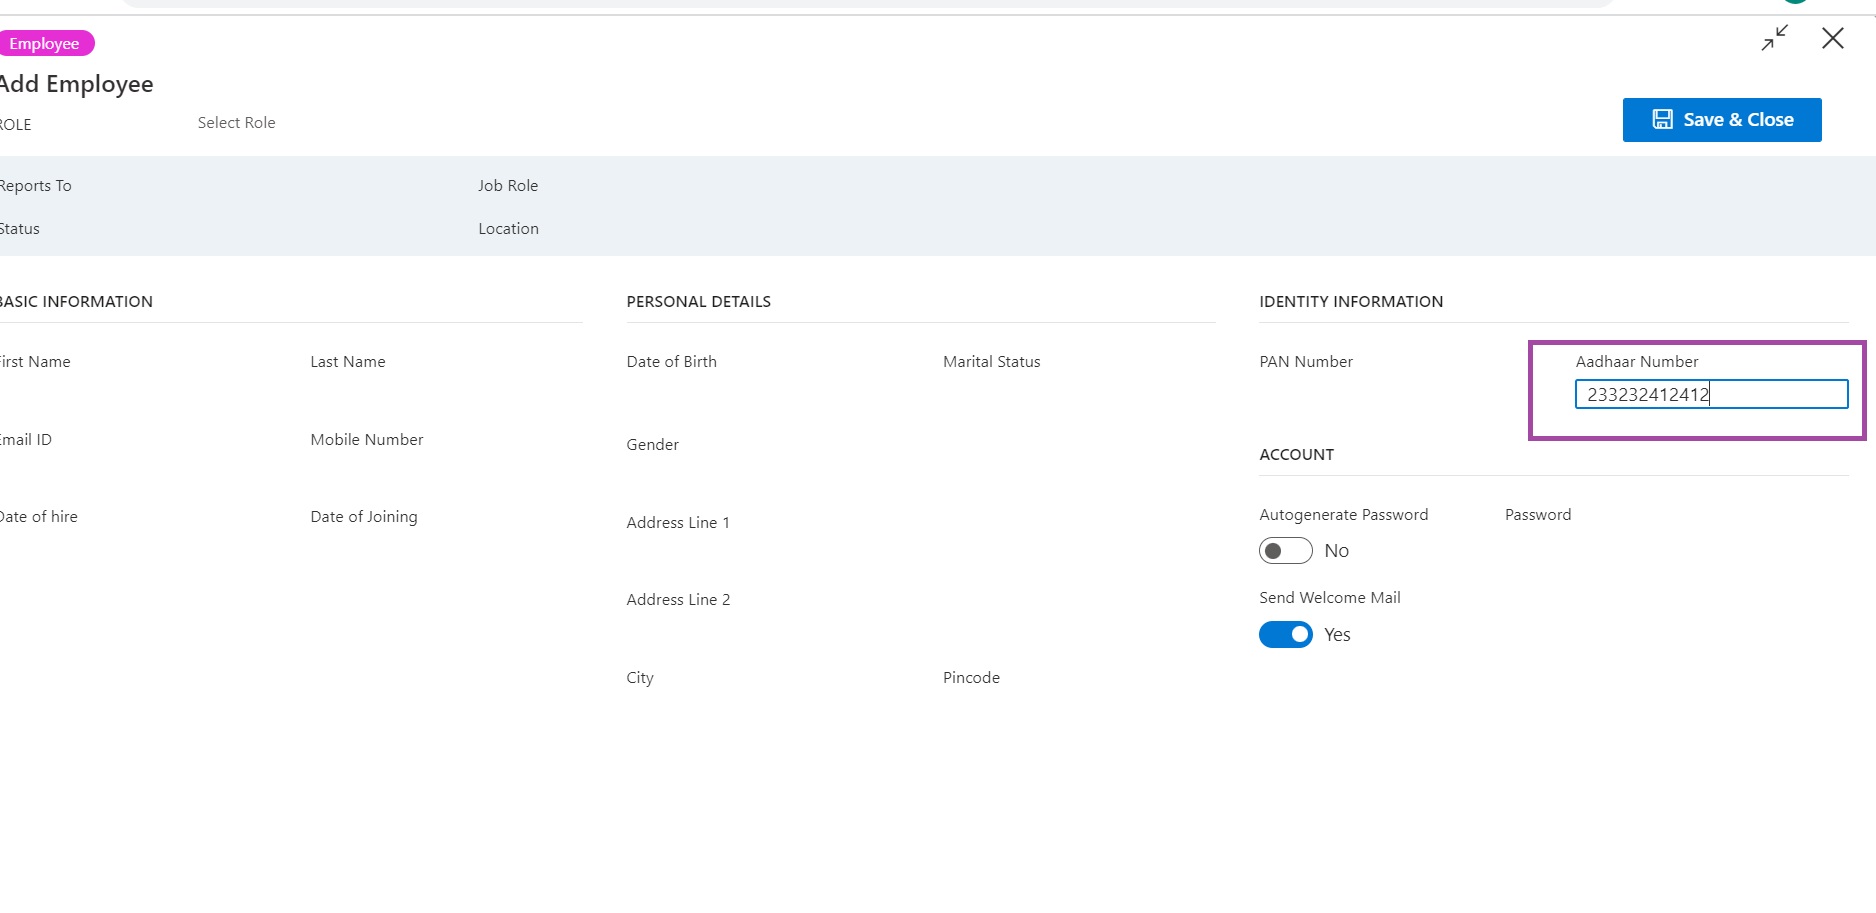 Employee
Add Employee
ROLE Select Role
Save & Close
Reports To Job Role
Status Location
BASIC INFORMATION
First Name Last Name
Email ID Mobile Number
Date of hire Date of Joining
PERSONAL DETAILS
Date of Birth Marital Status
Gender
Address Line 1
Address Line 2
City Pincode
IDENTITY INFORMATION
PAN Number Aadhaar Number
233232412412
ACCOUNT
Autogenerate Password Password
No
Send Welcome Mail
Yes